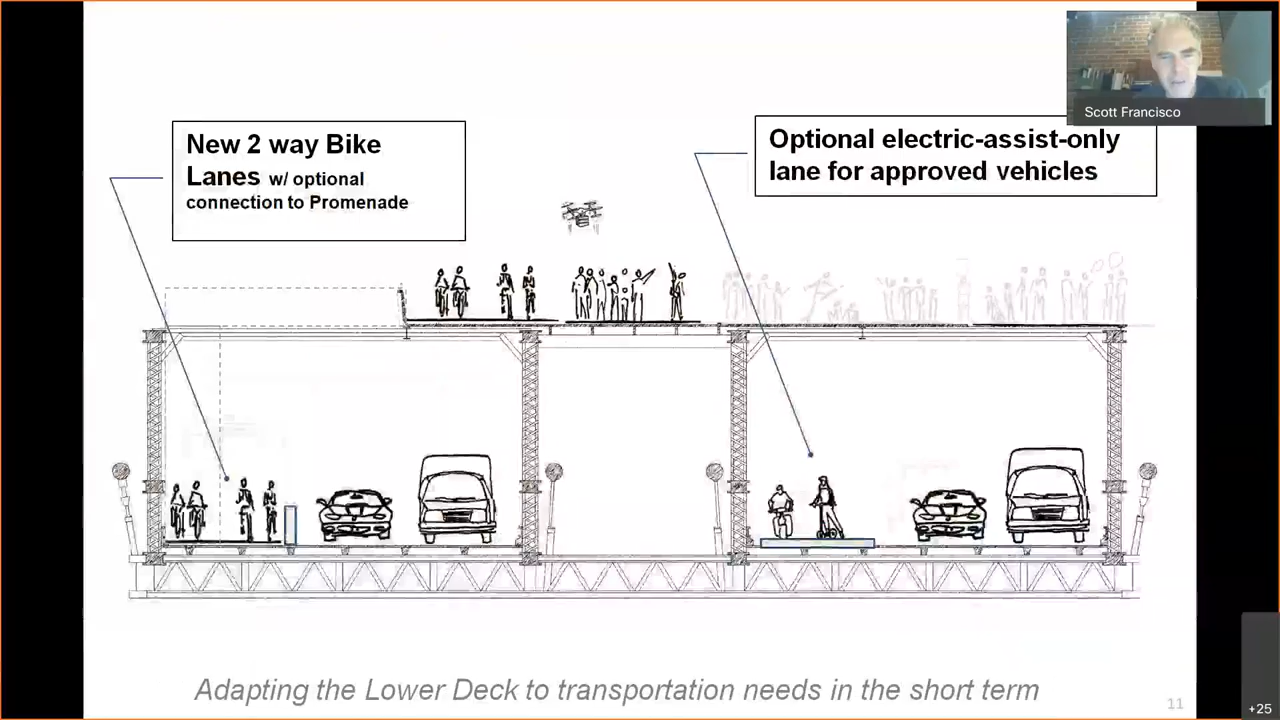 Scott Francisco
New 2 way Bike
Lanes w/ optional
connection to Promenade
Optional electric-assist-only
lane for approved vehicles
Adapting the Lower Deck to transportation needs in the short term
11
+25